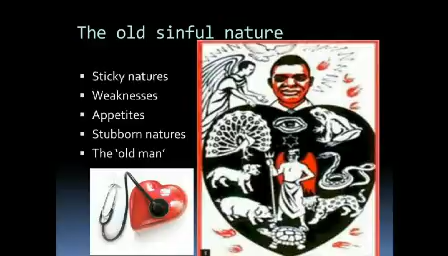 The old sinful nature
Sticky natures
Weaknesses
Appetites
Stubborn natures
The ‘old man’